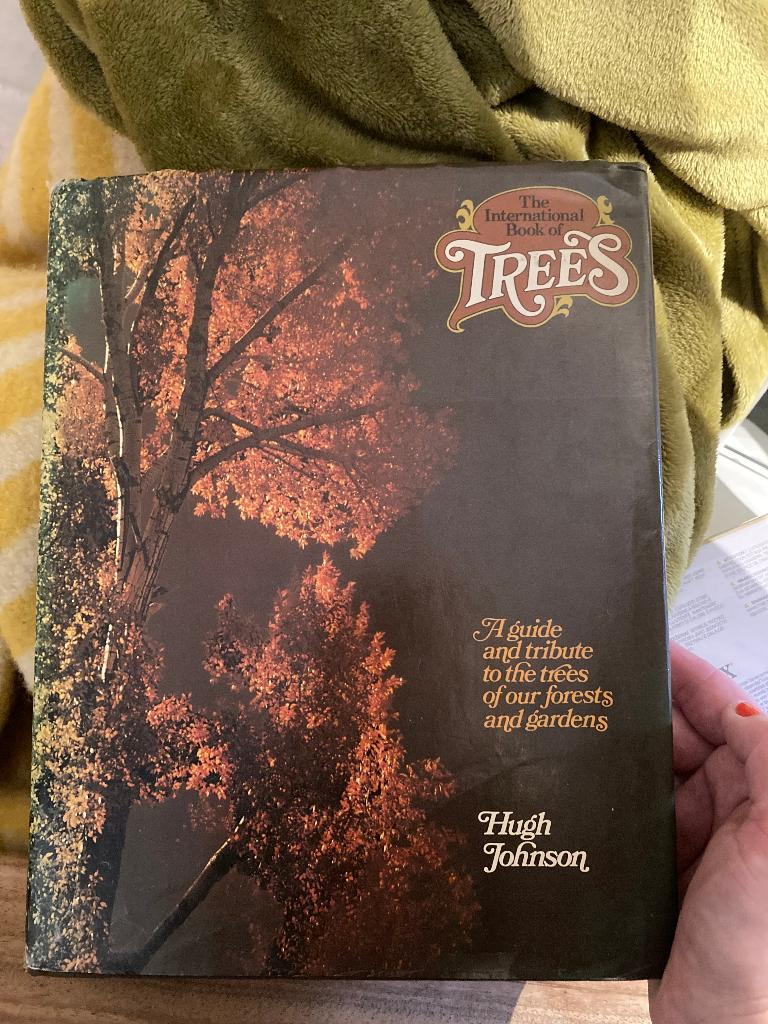 The
International
Book of
TREES
A guide
and tribute
to the trees
of our forests
and gardens
Hugh
Johnson